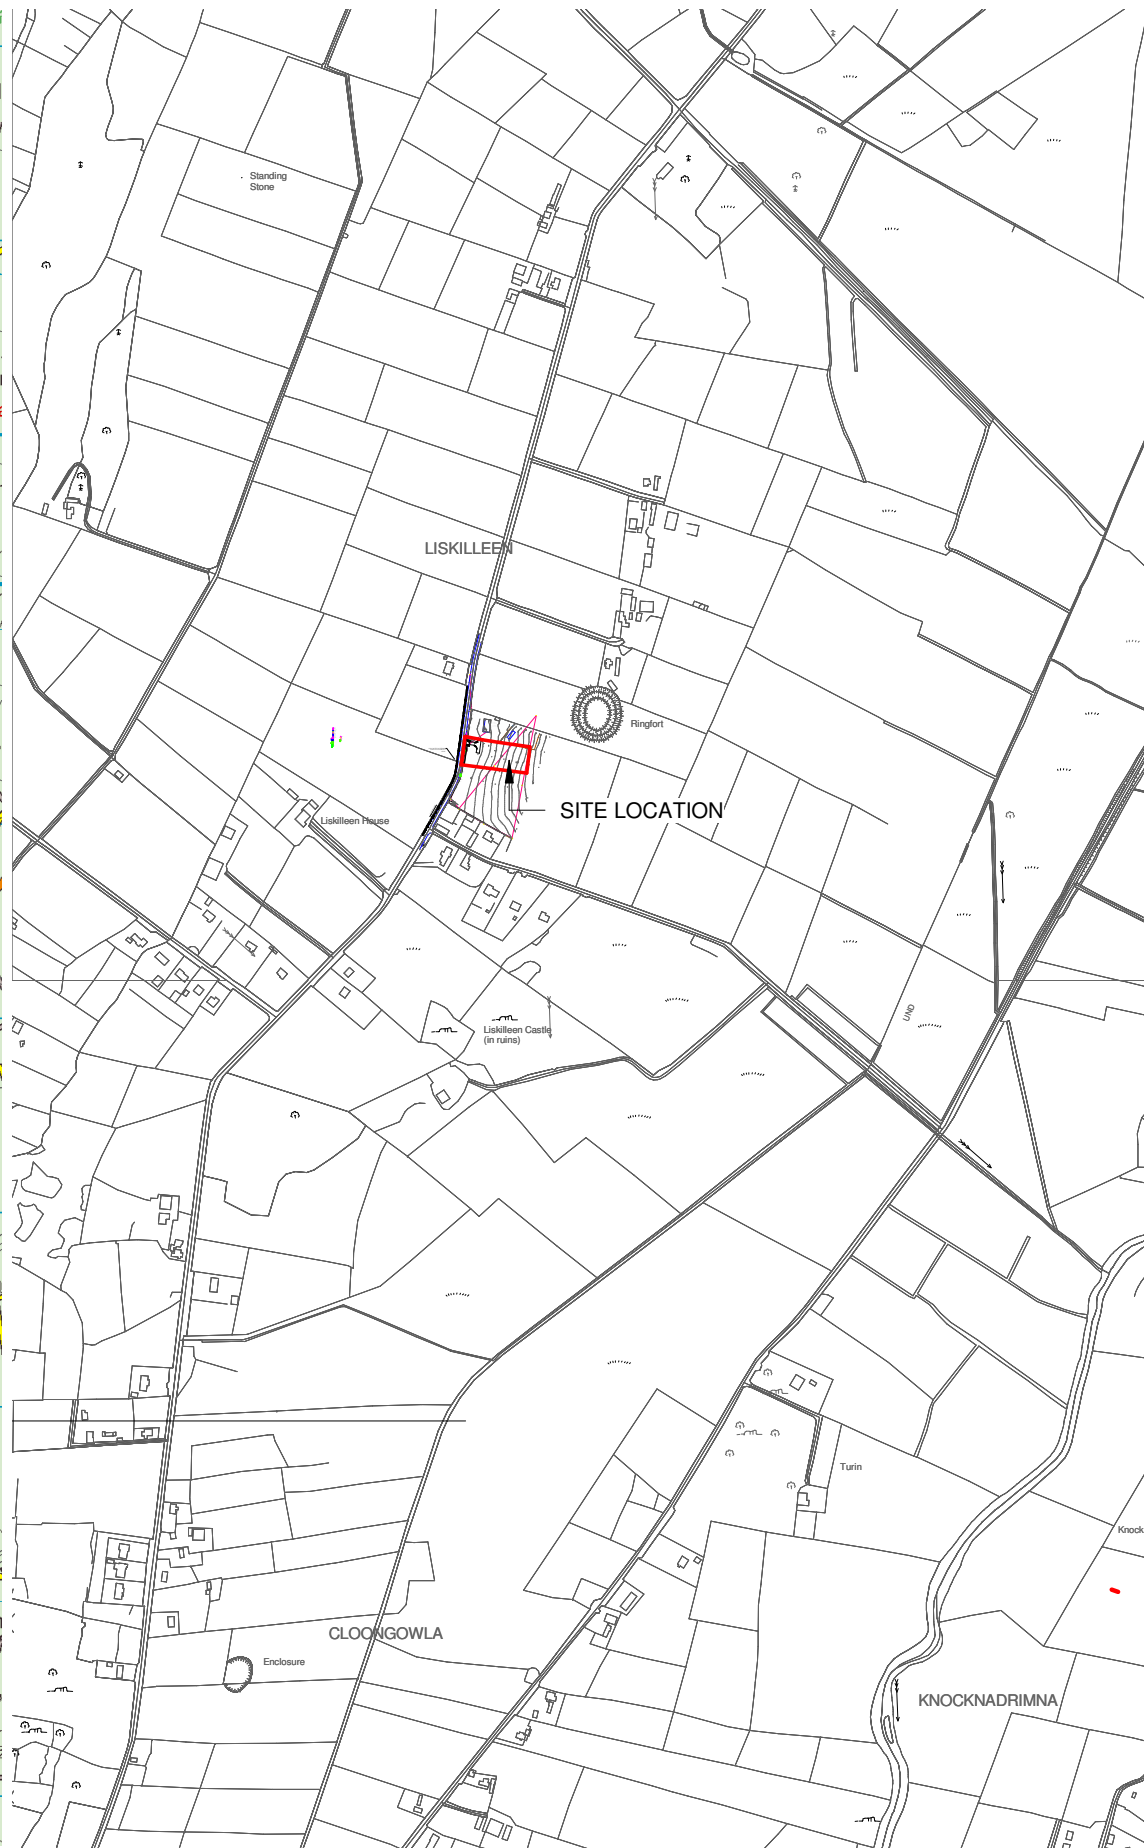 Standing
Stone
LISKILLEEN
Ringfort
SITE LOCATION
Liskilleen House
UND
Liskilleen Castle
(in ruins)
Turin
Knock
CLOONGOWLA
Enclosure
KNOCKNADRIMNA